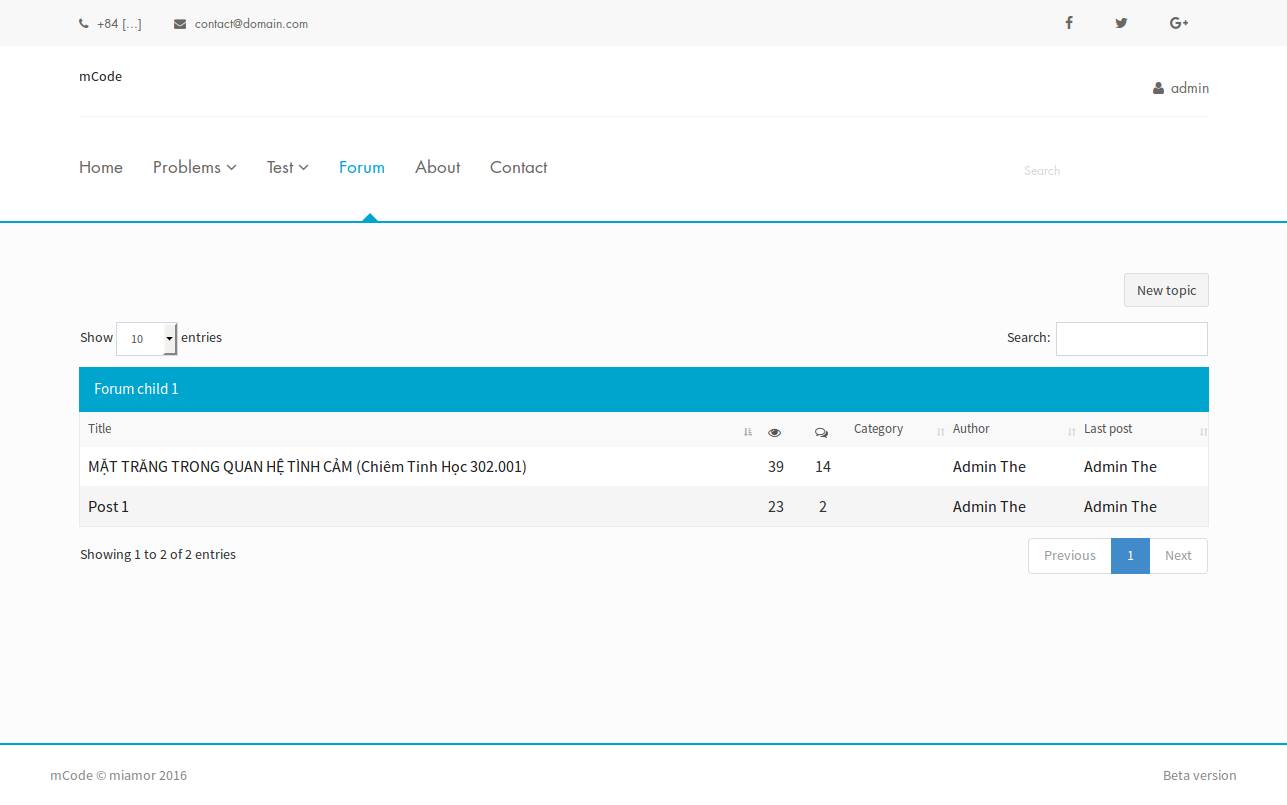 +84 [...] contact@domain.com
mCode
admin
Home Problems Test Forum About Contact Search
New topic
Show 10 entries Search:
Forum child 1
Title Category Author Last post
MẶT TRĂNG TRONG QUAN HỆ TÌNH CẢM (Chiêm Tinh Học 302.001) 39 14 Admin The Admin The
Post 1 23 2 Admin The Admin The
Showing 1 to 2 of 2 entries Previous 1 Next
mCode © miamor 2016 Beta version